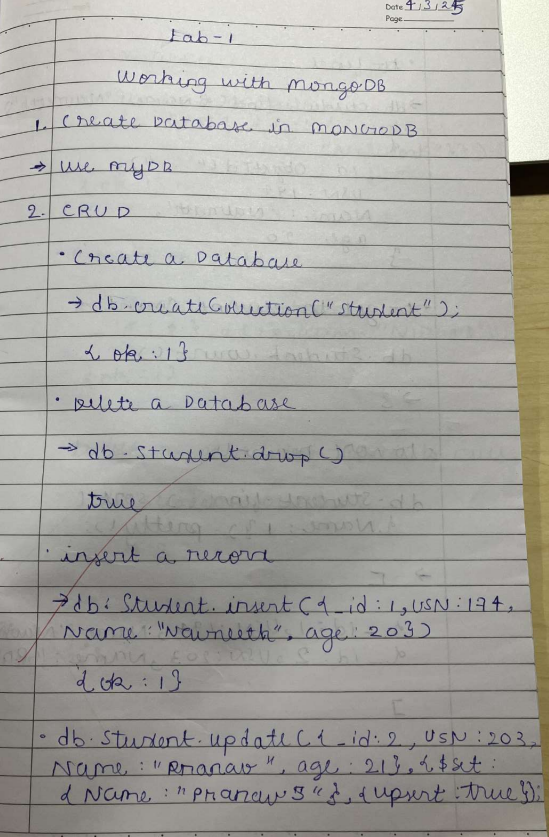 Date 4,3,25
Page
Lab-1
Working with MongoDB
1. Create Database in MONGODB
→ Use MyDB
2. CRUD
• Create a Database
→ db.createCollection("Student");
{ ok : 1}
• Delete a Database
→ db.Student.drop()
true
• insert a record
→ db. Student. insert ({_id : 1, USN : 174,
Name : "Navneeth", age : 20})
{ ok : 1}
• db. Student. update ({_id: 2, USN : 203,
Name : "Pranav", age : 21}, {$set :
{ Name : "Pranav S"}, {upsert : true});